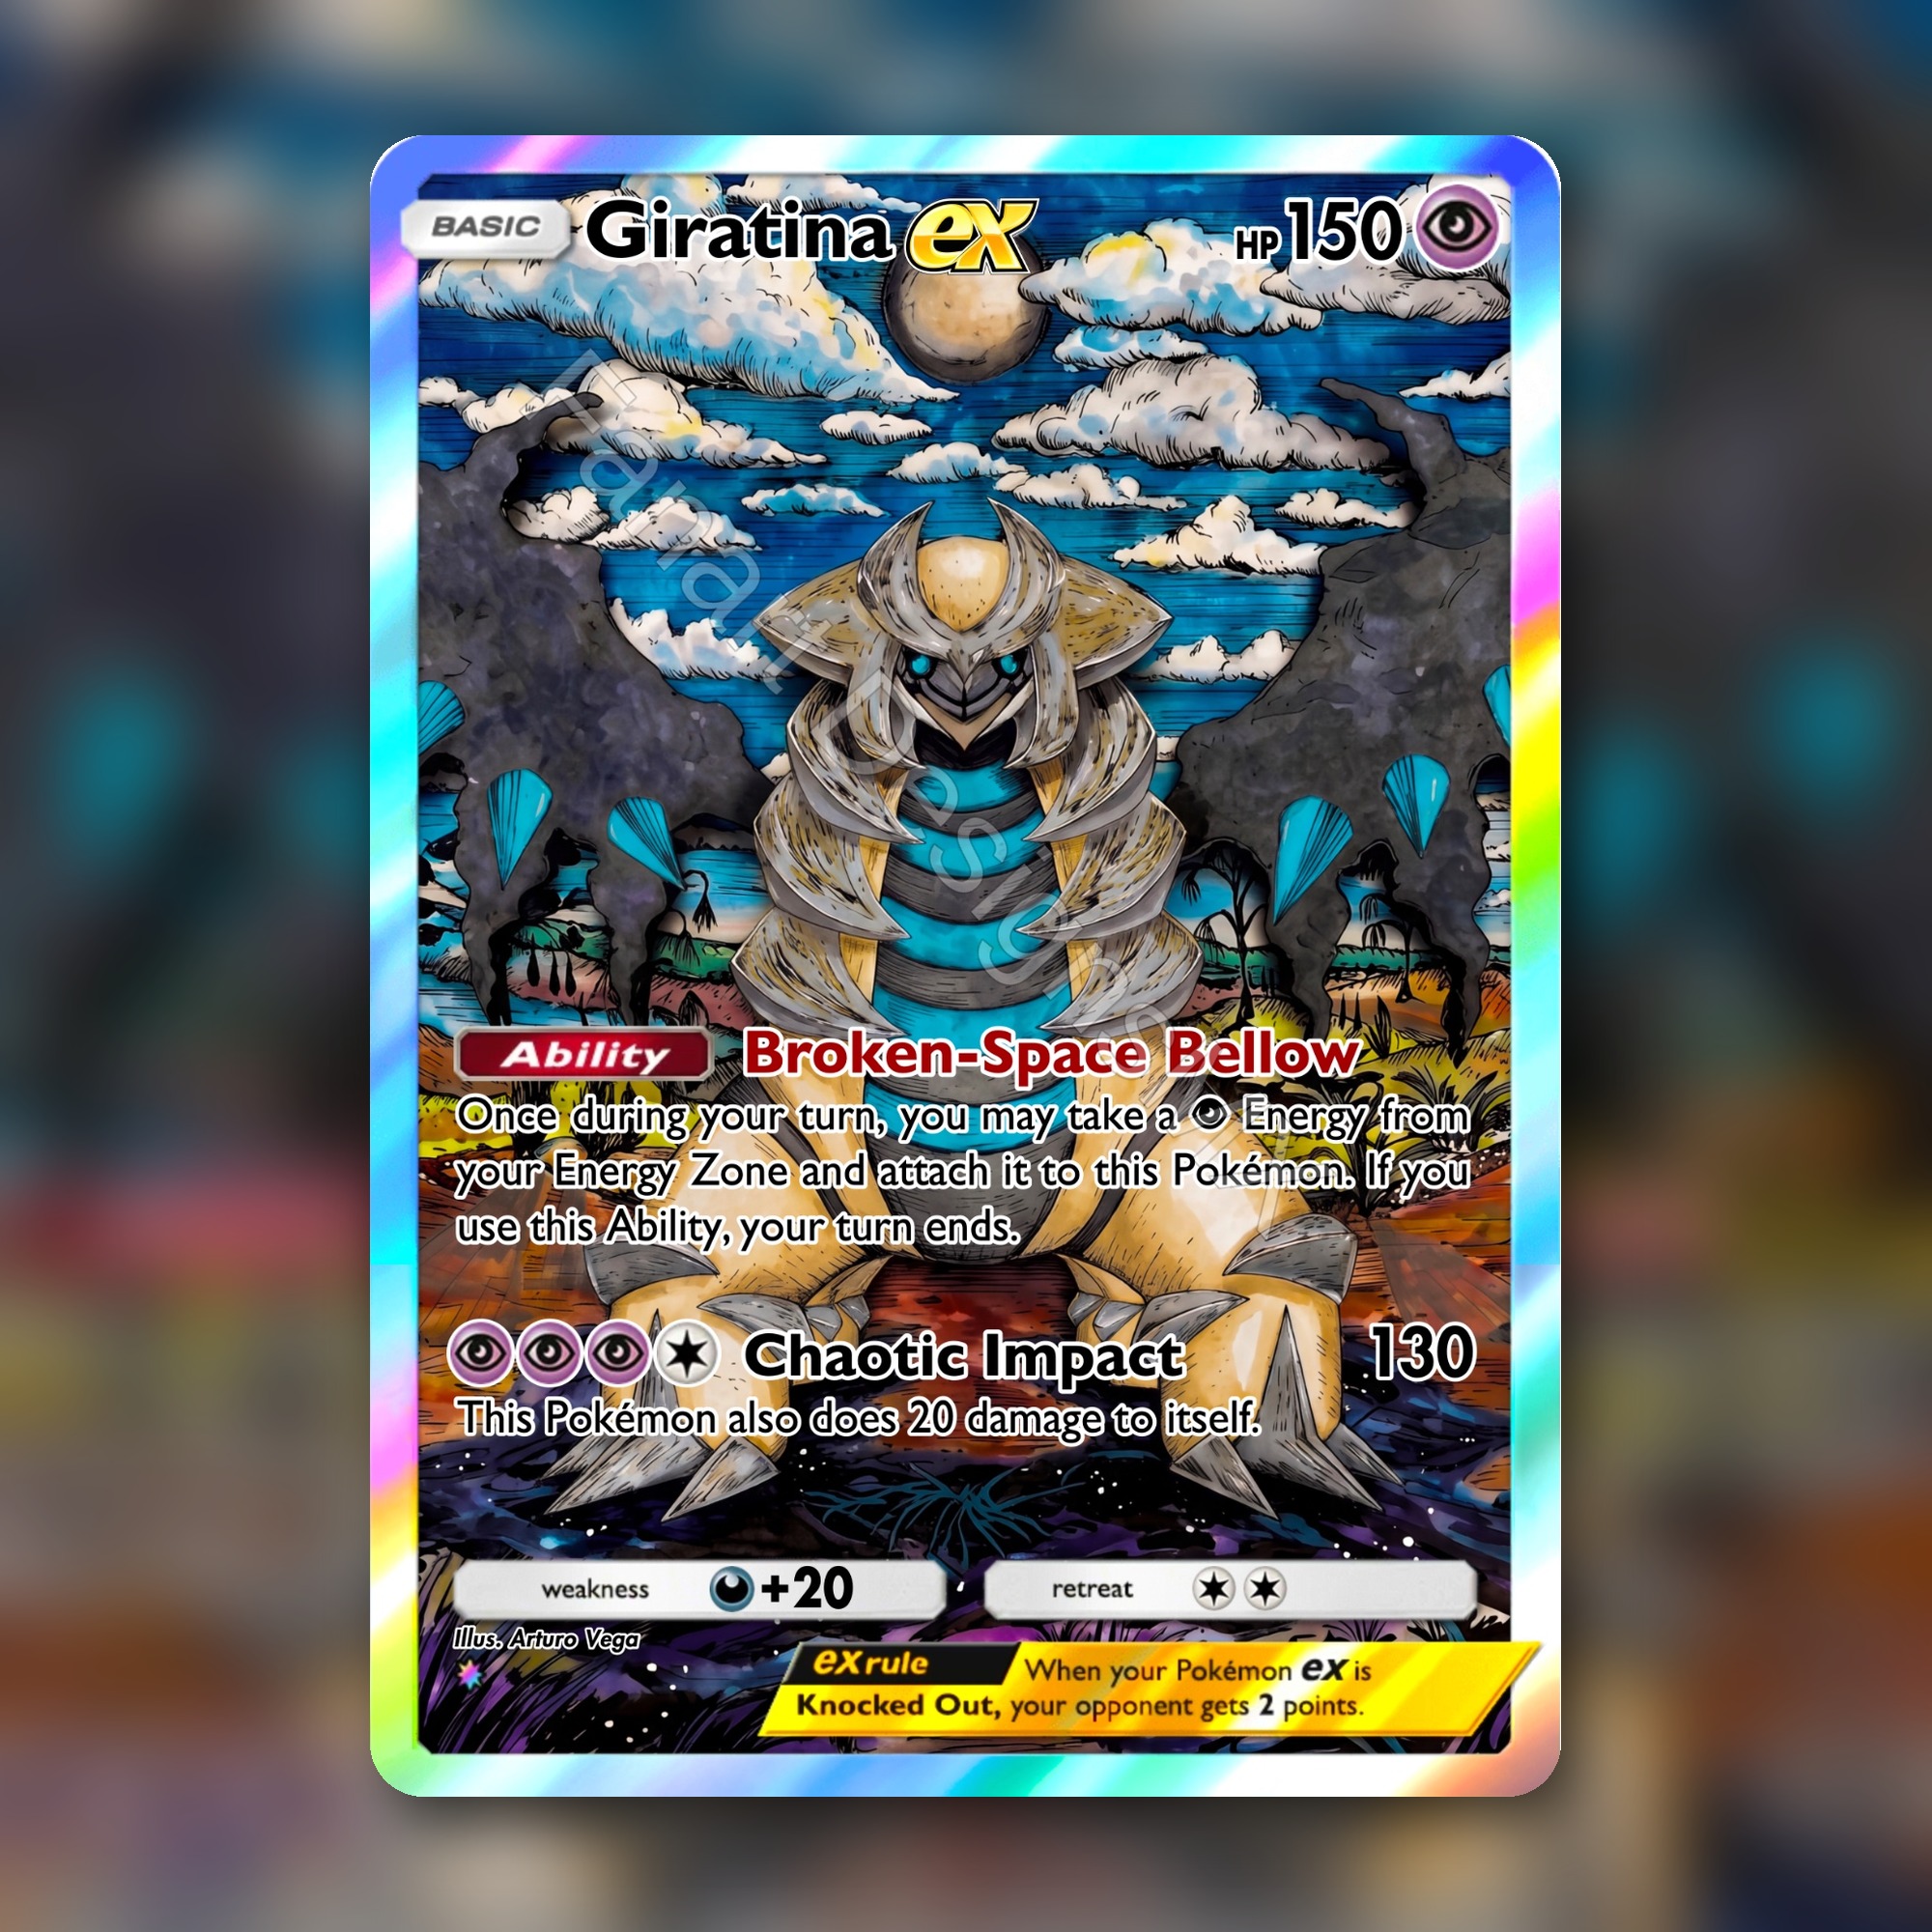 BASIC Giratina ex HP 150
Ability Broken-Space Bellow
Once during your turn, you may take a Energy from
your Energy Zone and attach it to this Pokémon. If you
use this Ability, your turn ends.
Chaotic Impact 130
This Pokémon also does 20 damage to itself.
weakness +20 retreat
Illus. Arturo Vega
ex rule When your Pokémon ex is
Knocked Out, your opponent gets 2 points.